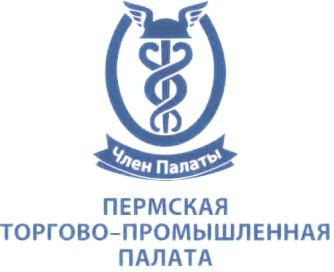 Член Палаты
ПЕРМСКАЯ
ТОРГОВО-ПРОМЫШЛЕННАЯ
ПАЛАТА